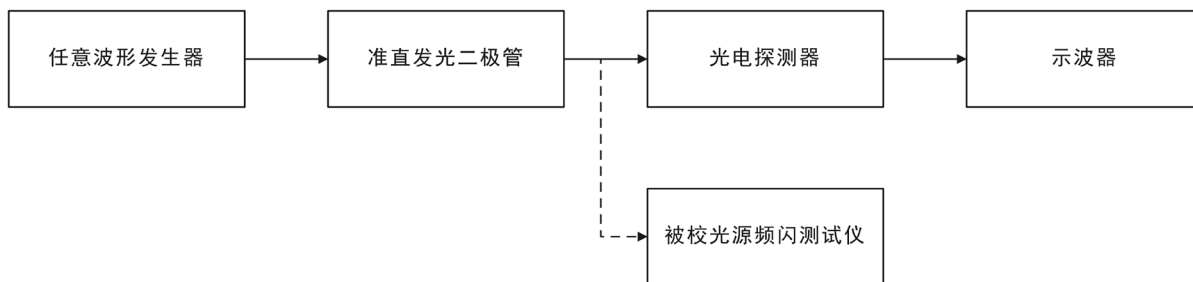 任意波形发生器
准直发光二极管
光电探测器
示波器
被校光源频闪测试仪